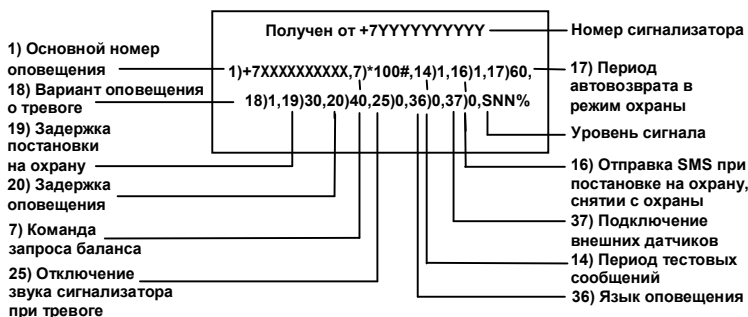 Получен от +7YYYYYYYYYY
1)+7XXXXXXXXXX,7)*100#,14)1,16)1,17)60,
18)1,19)30,20)40,25)0,36)0,37)0,SNN%
1) Основной номер
оповещения
18) Вариант оповещения
о тревоге
19) Задержка
постановки
на охрану
20) Задержка
оповещения
7) Команда
запроса баланса
25) Отключение
звука сигнализатора
при тревоге
Номер сигнализатора
17) Период
автовозврата в
режим охраны
Уровень сигнала
16) Отправка SMS при
постановке на охрану,
снятии с охраны
37) Подключение
внешних датчиков
14) Период тестовых
сообщений
36) Язык оповещения